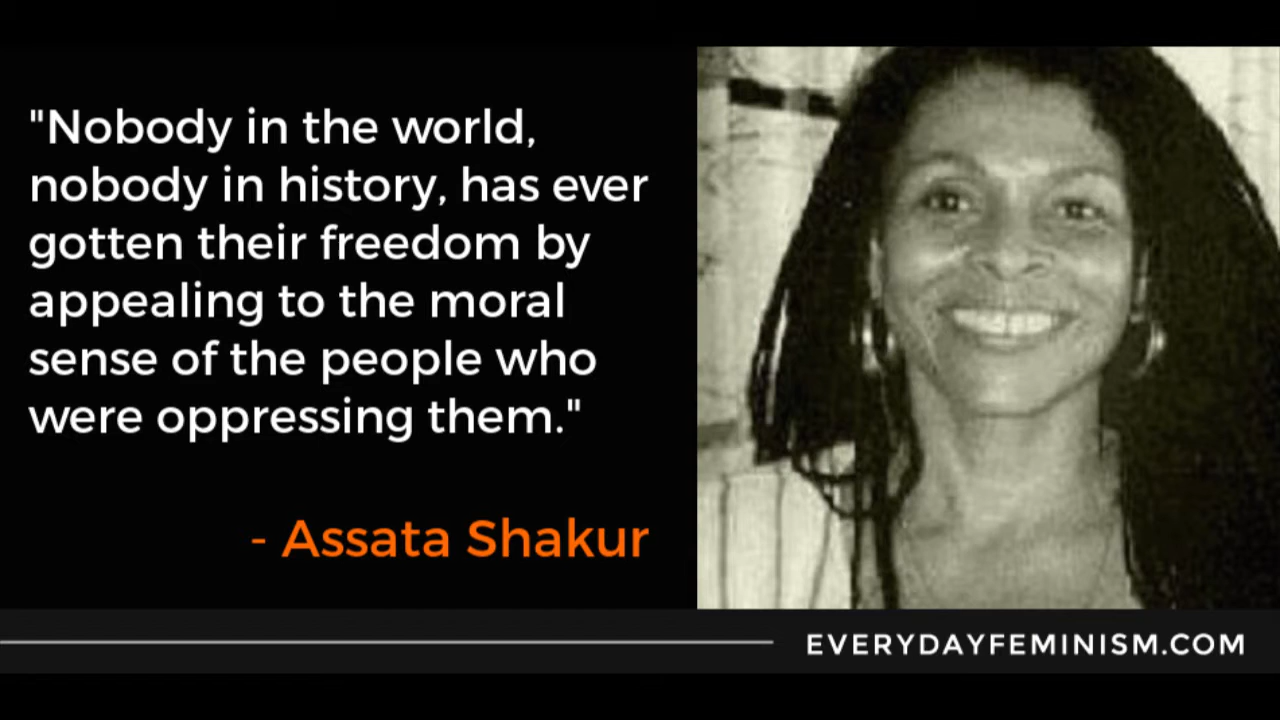 "Nobody in the world,
nobody in history, has ever
gotten their freedom by
appealing to the moral
sense of the people who
were oppressing them."
- Assata Shakur
EVERYDAYFEMINISM.COM